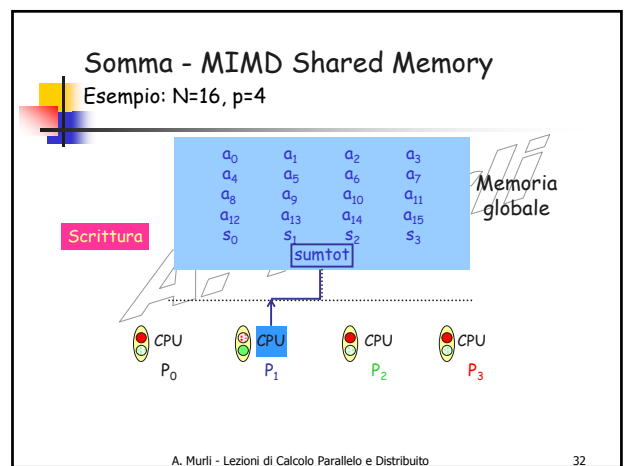 Somma - MIMD Shared Memory
Esempio: N=16, p=4
a0 a1 a2 a3
a4 a5 a6 a7
a8 a9 a10 a11
a12 a13 a14 a15
s0 s1 s2 s3
sumtot
Memoria
globale
Scrittura
CPU CPU CPU CPU
P0 P1 P2 P3
A. Murli - Lezioni di Calcolo Parallelo e Distribuito 32